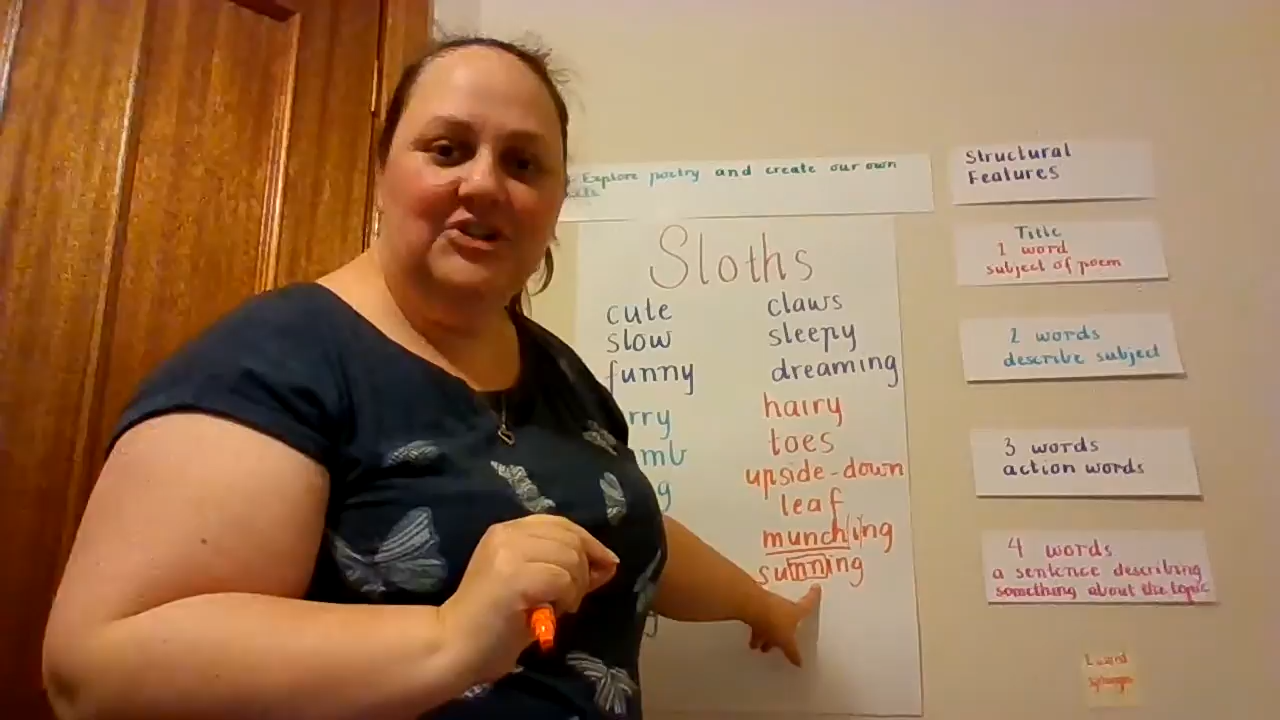 Explore poetry and create our own
Sloths
cute
slow
funny
rry
mb
g
claws
sleepy
dreaming
hairy
toes
upside-down
leaf
munching
sunning
Structural
Features
Title
1 word
subject of poem
2 words
describe subject
3 words
action words
4 words
a sentence describing
something about the topic